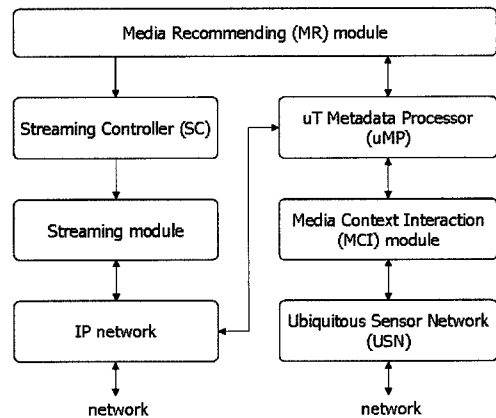 Media Recommending (MR) module
Streaming Controller (SC)
uT Metadata Processor
(uMP)
Streaming module
Media Context Interaction
(MCI) module
IP network
Ubiquitous Sensor Network
(USN)
network
network